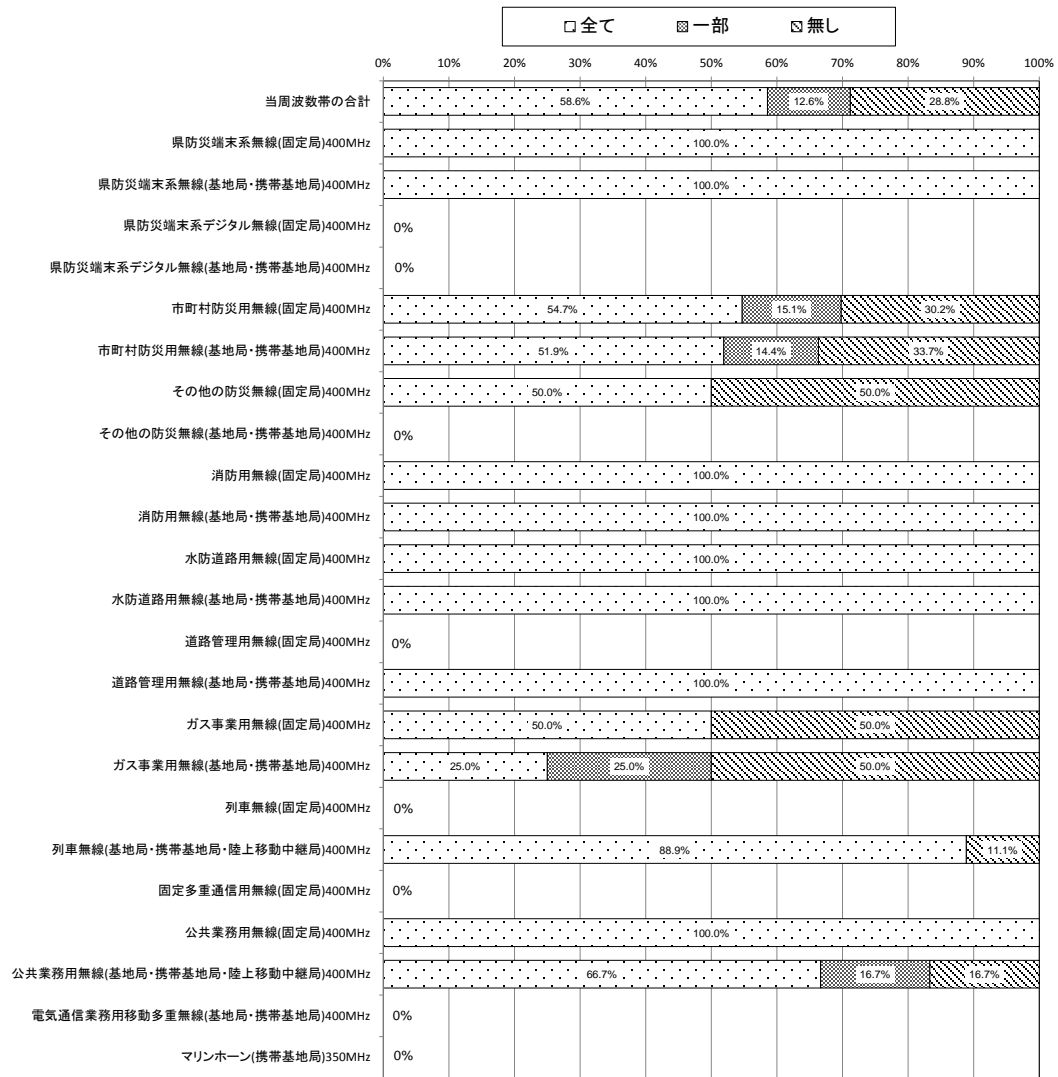 全て 一部 無し
0% 10% 20% 30% 40% 50% 60% 70% 80% 90% 100%
当周波数帯の合計 58.6% 12.6% 28.8%
県防災端末系無線(固定局)400MHz 100.0%
県防災端末系無線(基地局・携帯基地局)400MHz 100.0%
県防災端末系デジタル無線(固定局)400MHz 0%
県防災端末系デジタル無線(基地局・携帯基地局)400MHz 0%
市町村防災用無線(固定局)400MHz 54.7% 15.1% 30.2%
市町村防災用無線(基地局・携帯基地局)400MHz 51.9% 14.4% 33.7%
その他の防災無線(固定局)400MHz 50.0% 50.0%
その他の防災無線(基地局・携帯基地局)400MHz 0%
消防用無線(固定局)400MHz 100.0%
消防用無線(基地局・携帯基地局)400MHz 100.0%
水防道路用無線(固定局)400MHz 100.0%
水防道路用無線(基地局・携帯基地局)400MHz 100.0%
道路管理用無線(固定局)400MHz 0%
道路管理用無線(基地局・携帯基地局)400MHz 100.0%
ガス事業用無線(固定局)400MHz 50.0% 50.0%
ガス事業用無線(基地局・携帯基地局)400MHz 25.0% 25.0% 50.0%
列車無線(固定局)400MHz 0%
列車無線(基地局・携帯基地局・陸上移動中継局)400MHz 88.9% 11.1%
固定多重通信用無線(固定局)400MHz 0%
公共業務用無線(固定局)400MHz 100.0%
公共業務用無線(基地局・携帯基地局・陸上移動中継局)400MHz 66.7% 16.7% 16.7%
電気通信業務用移動多重無線(基地局・携帯基地局)400MHz 0%
マリンホーン(携帯基地局)350MHz 0%